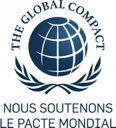 THE GLOBAL COMPACT
NOUS SOUTENONS
LE PACTE MONDIAL